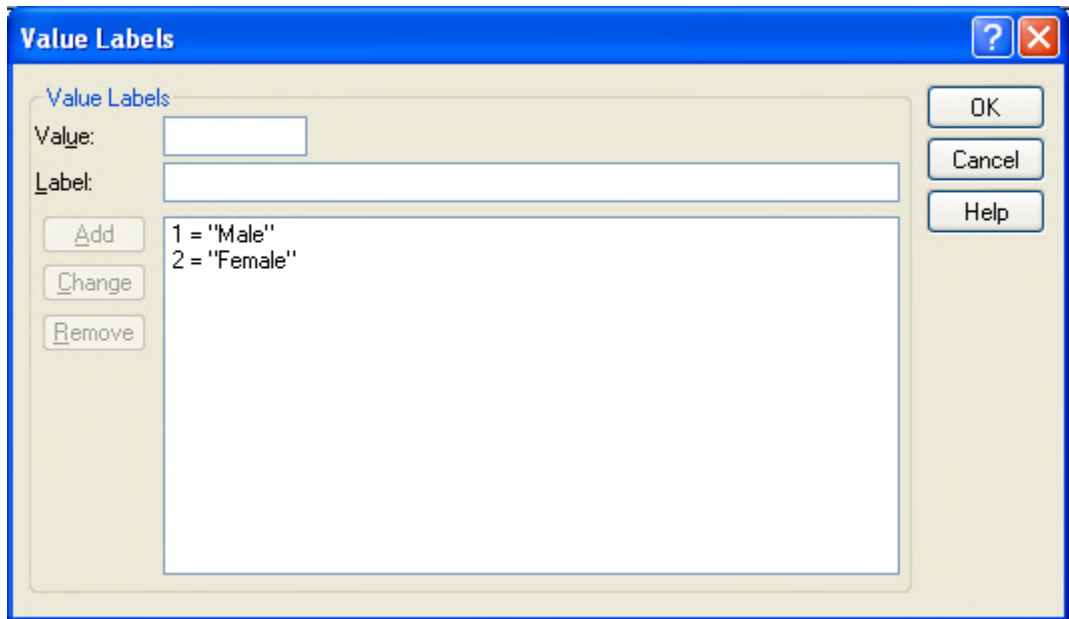 Value Labels
?
Value Labels
Value:
Label:
OK
Cancel
Help
Add
Change
Remove
1 = "Male"
2 = "Female"